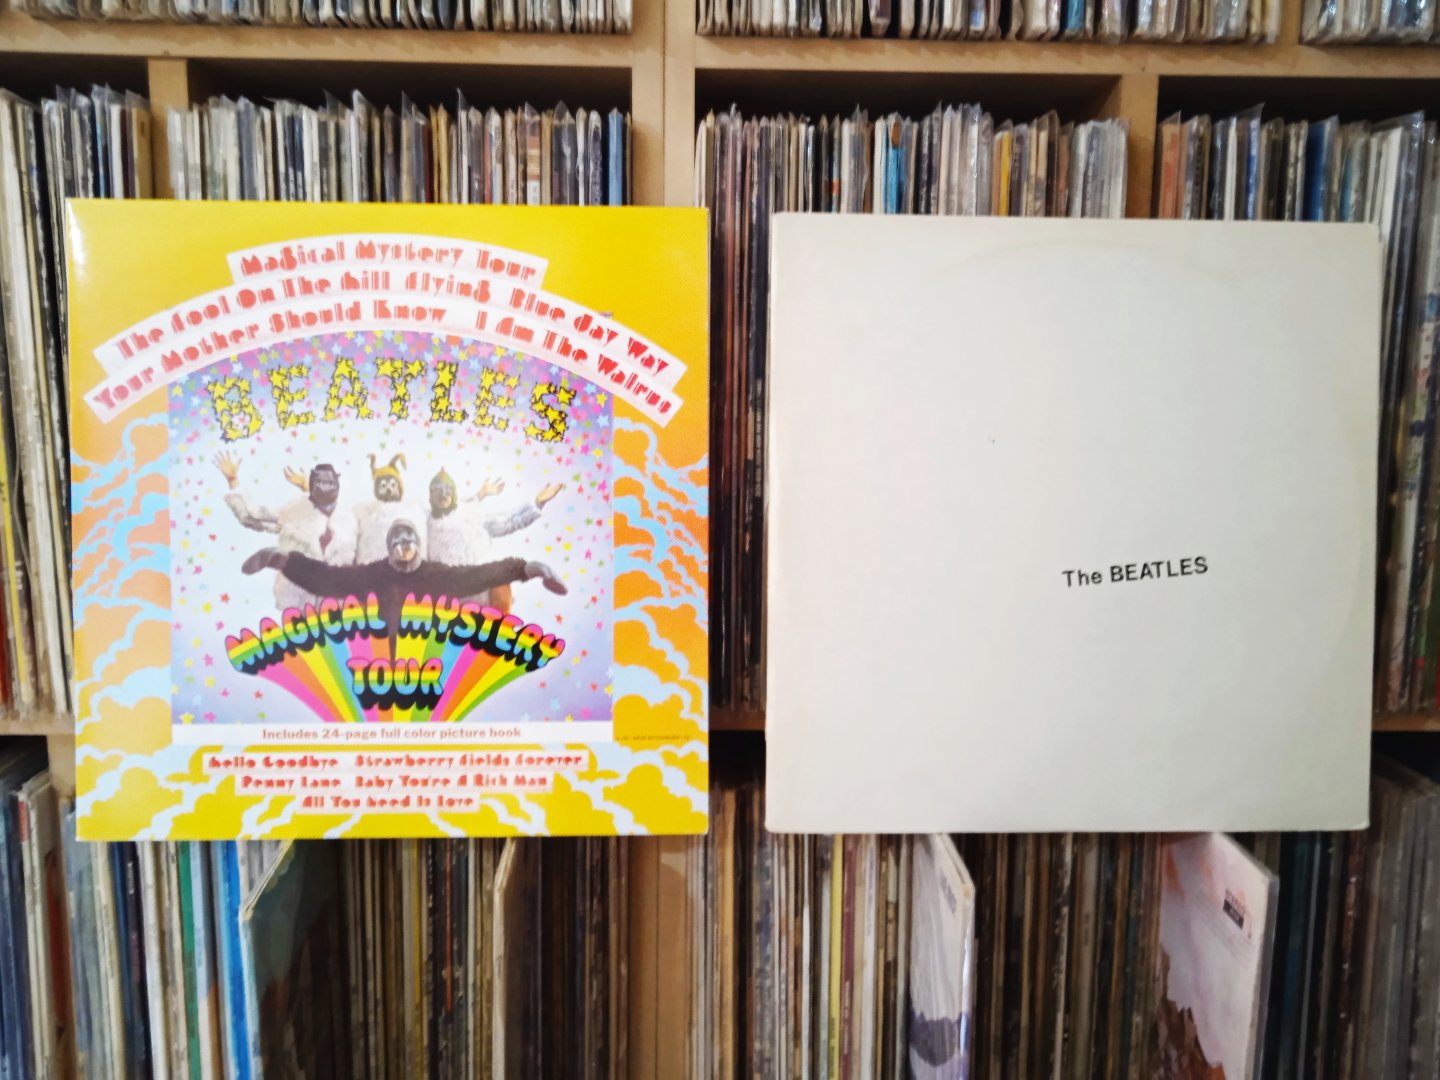 Magical Mystery Tour
The Fool On The Hill Flying Blue Jay Way
Your Mother Should Know I Am The Walrus
BEATLES
MAGICAL MYSTERY
TOUR
Includes 24-page full color picture book
Hello Goodbye Strawberry Fields Forever
Penny Lane Baby You're A Rich Man
All You Need Is Love
The BEATLES